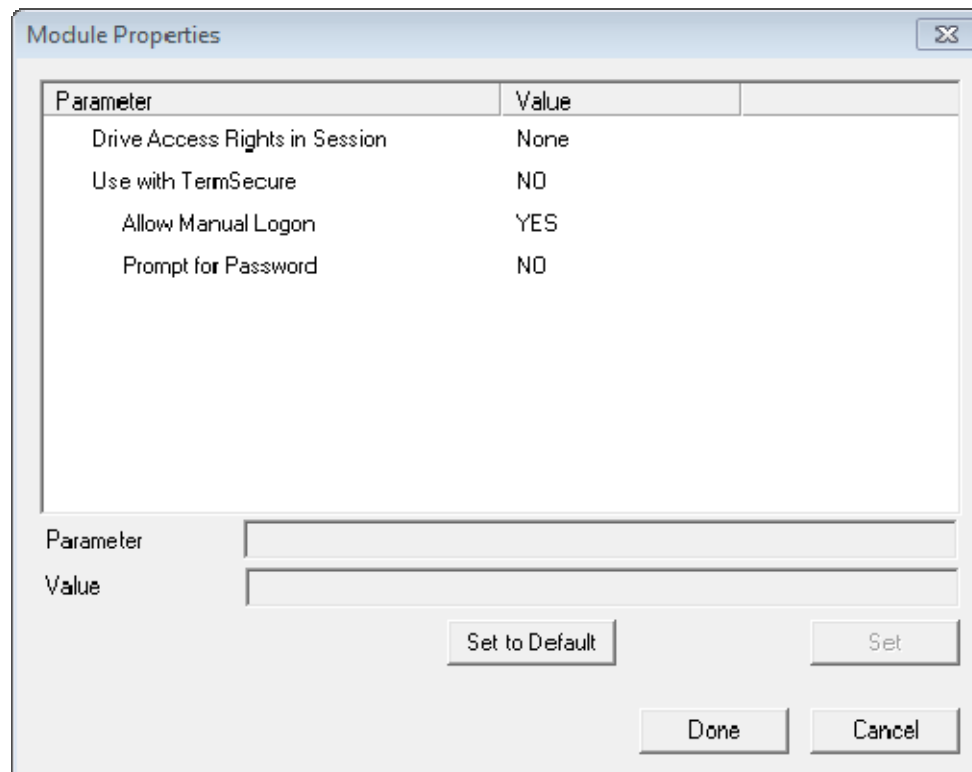 Module Properties
Parameter Value
Drive Access Rights in Session None
Use with TermSecure NO
Allow Manual Logon YES
Prompt for Password NO
Parameter
Value
Set to Default Set
Done Cancel